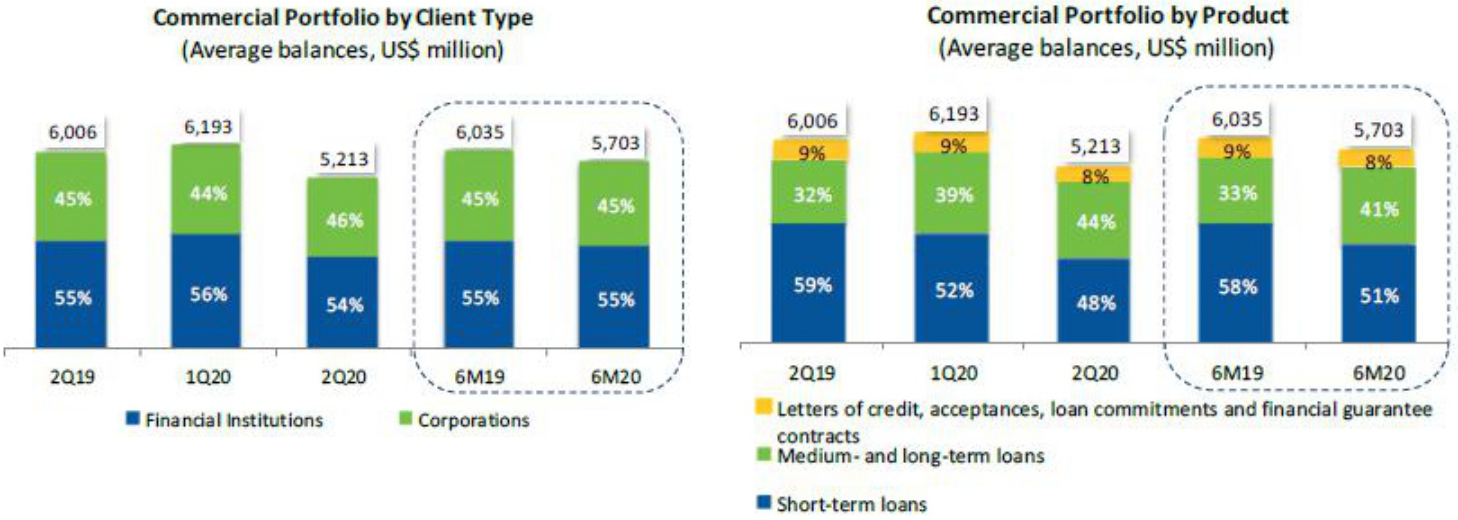 Commercial Portfolio by Client Type
(Average balances, US$ million)
6,006
6,193
5,213
6,035
5,703
45%
44%
46%
45%
45%
55%
56%
54%
55%
55%
2Q19
1Q20
2Q20
6M19
6M20
Financial Institutions
Corporations
Commercial Portfolio by Product
(Average balances, US$ million)
6,006
6,193
5,213
6,035
5,703
9%
9%
8%
9%
8%
32%
39%
44%
33%
41%
59%
52%
48%
58%
51%
2Q19
1Q20
2Q20
6M19
6M20
Letters of credit, acceptances, loan commitments and financial guarantee
contracts
Medium- and long-term loans
Short-term loans